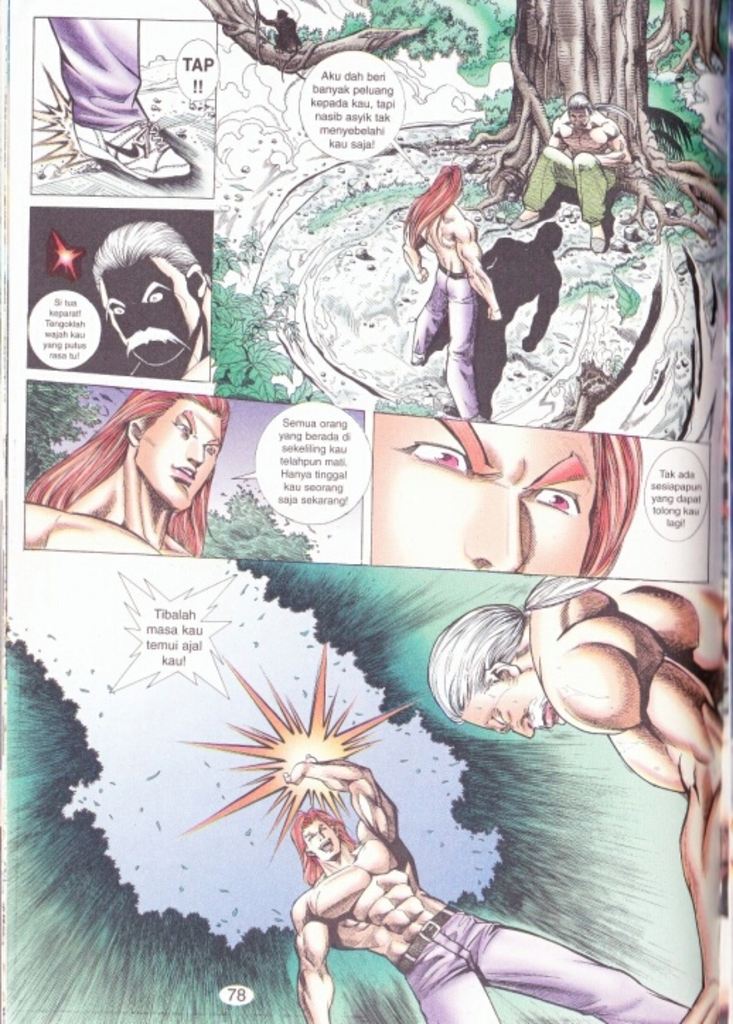 TAP
!!
Aku dah beri
banyak peluang
kepada kau, tapi
nasib asyik tak
menyebelahi
kau saja!
Si tua
keparat!
Tengoklah
wajah kau
yang putus
rasa tu!
Semua orang
yang berada di
sekeliling kau
telahpun mati.
Hanya tinggal
kau seorang
saja sekarang!
Tak ada
sesiapapun
yang dapat
tolong kau
lagi!
Tibalah
masa kau
temui ajal
kau!
78